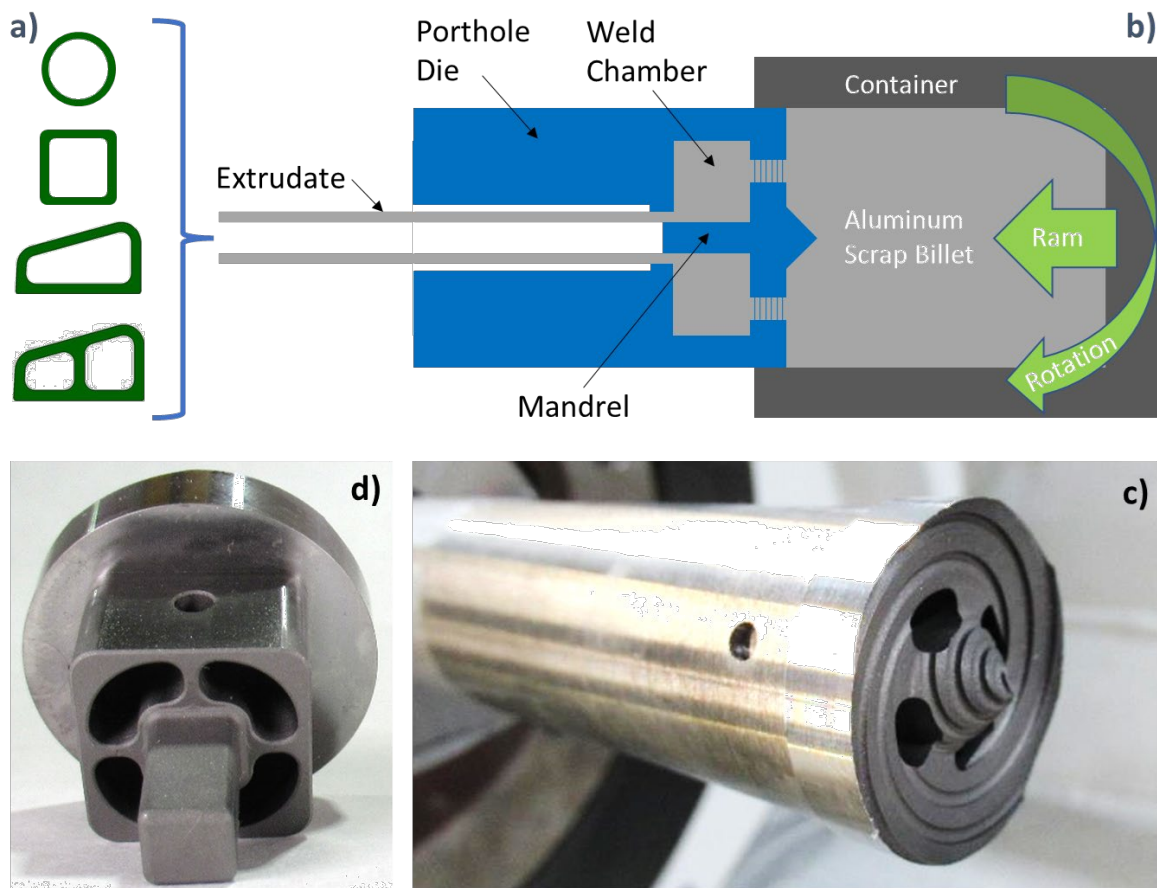 a)
Porthole
Die
Weld
Chamber
b)
Container
Extrudate
Aluminum
Scrap Billet
Ram
Rotation
Mandrel
d)
c)